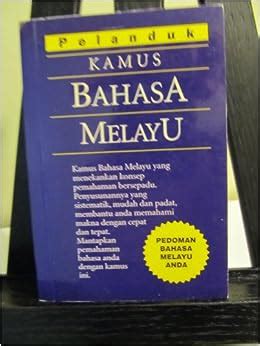 Pelanduk
KAMUS
BAHASA
MELAYU
Kamus Bahasa Melayu yang
menekankan konsep
pemahaman bersepadu.
Penyusunannya yang
sistematik, mudah dan padat,
membantu anda memahami
makna dengan cepat
dan tepat.
Mantapkan
pemahaman
bahasa anda
dengan kamus
ini.
PEDOMAN
BAHASA
MELAYU
ANDA